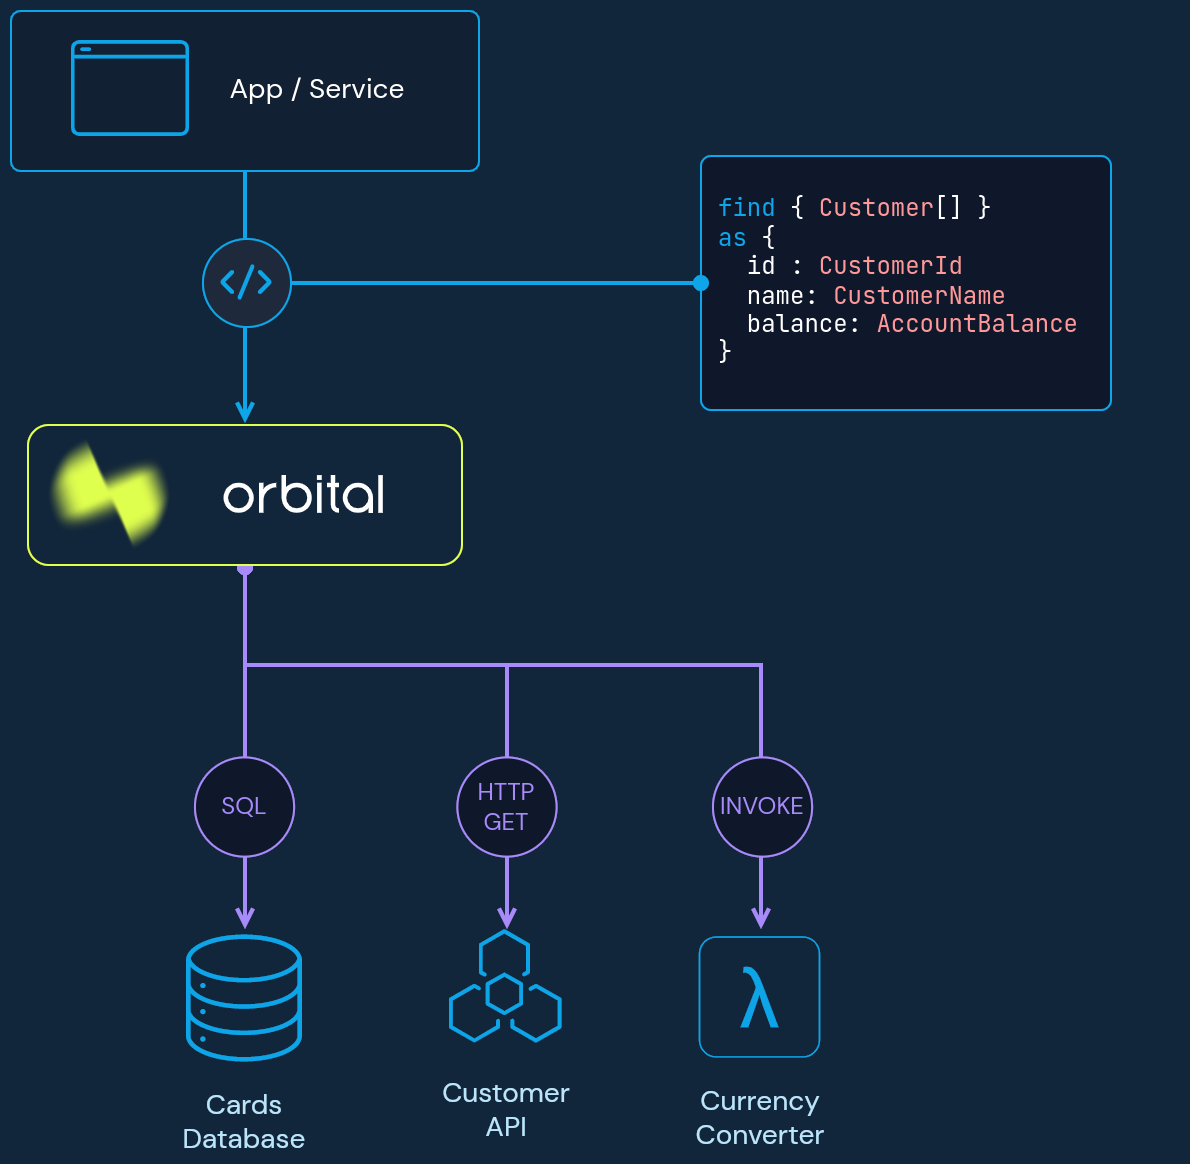 App / Service
</>
find { Customer[] }
as {
  id : CustomerId
  name: CustomerName
  balance: AccountBalance
}
orbital
SQL
HTTP
GET
INVOKE
λ
Cards
Database
Customer
API
Currency
Converter